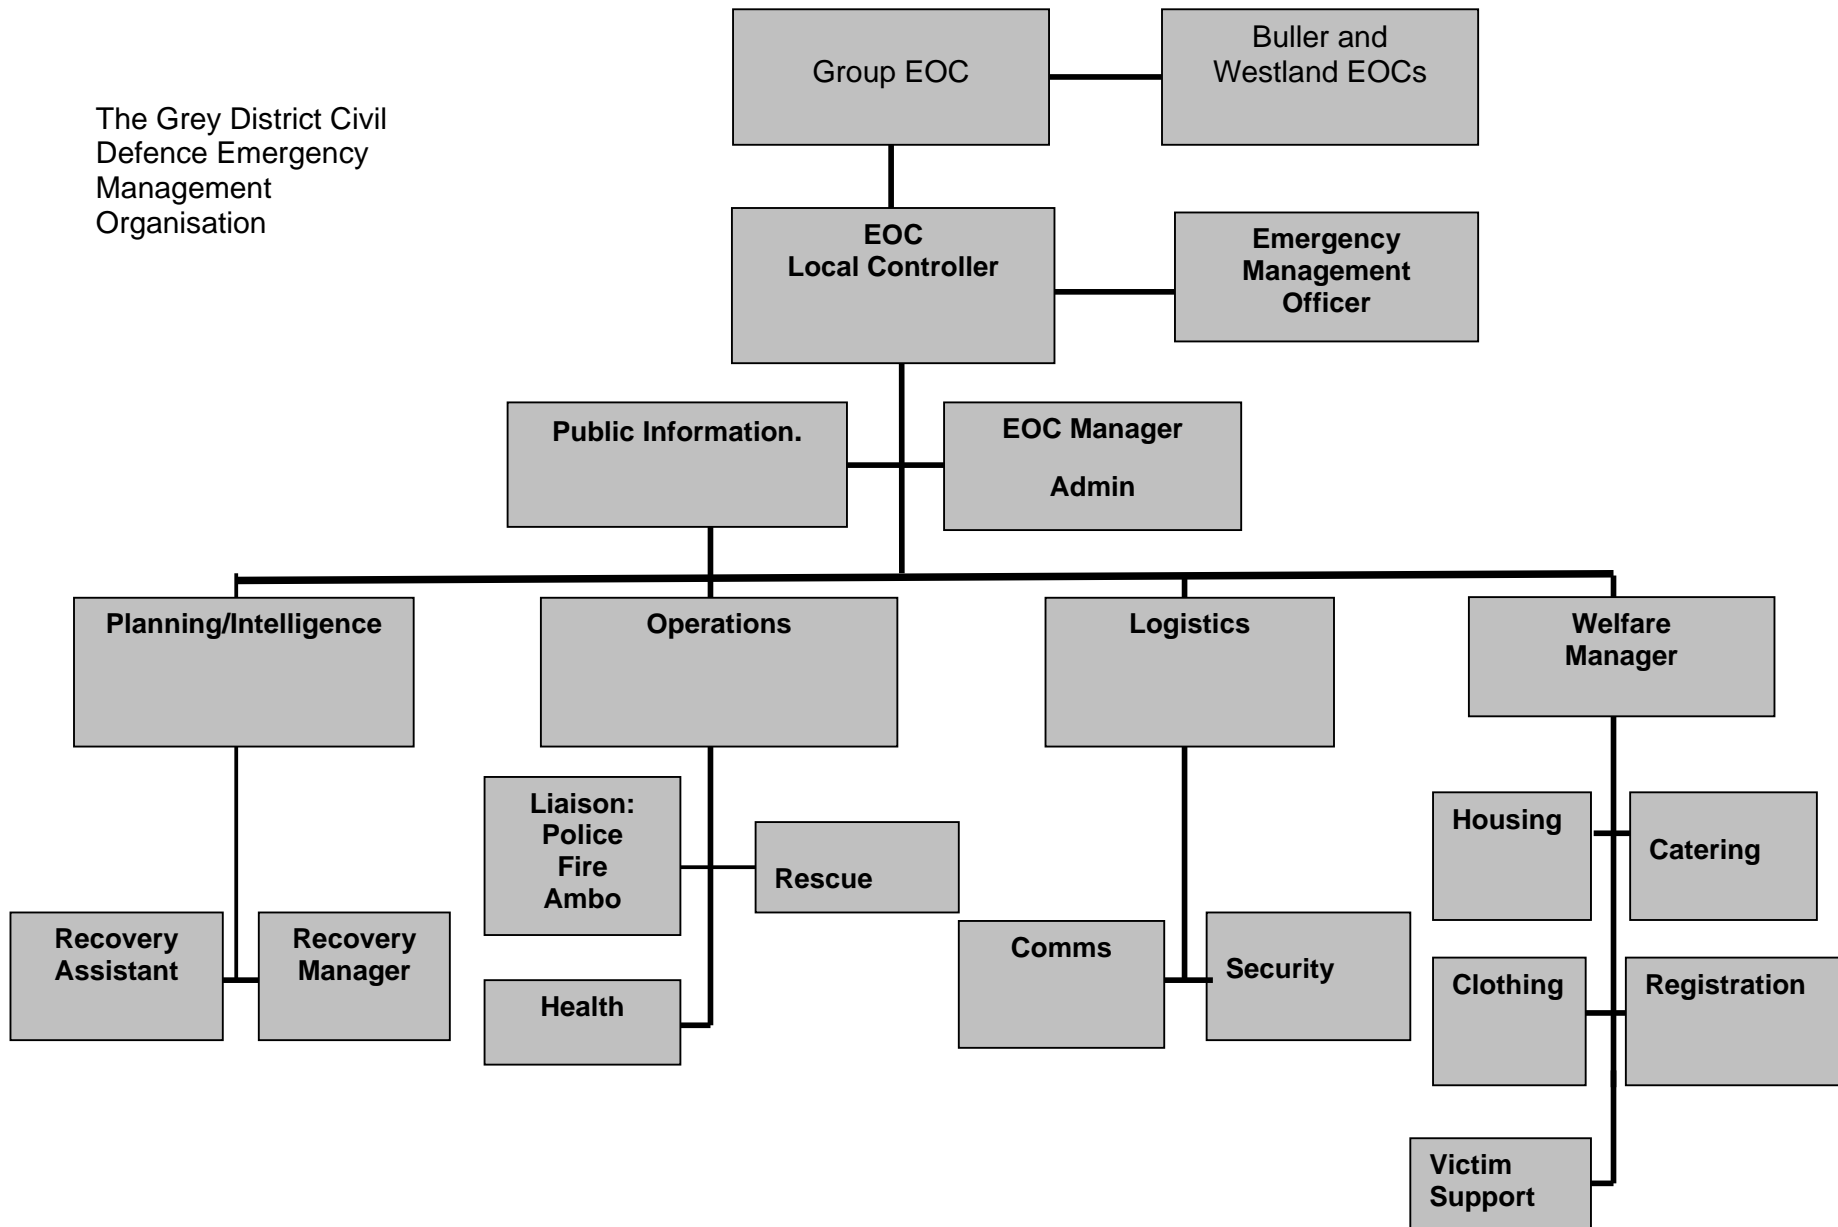 The Grey District Civil
Defence Emergency
Management
Organisation
Group EOC
Buller and
Westland EOCs
EOC
Local Controller
Emergency
Management
Officer
Public Information.
EOC Manager
Admin
Planning/Intelligence
Operations
Logistics
Welfare
Manager
Liaison:
Police
Fire
Ambo
Rescue
Housing
Catering
Recovery
Assistant
Recovery
Manager
Health
Comms
Security
Clothing
Registration
Victim
Support